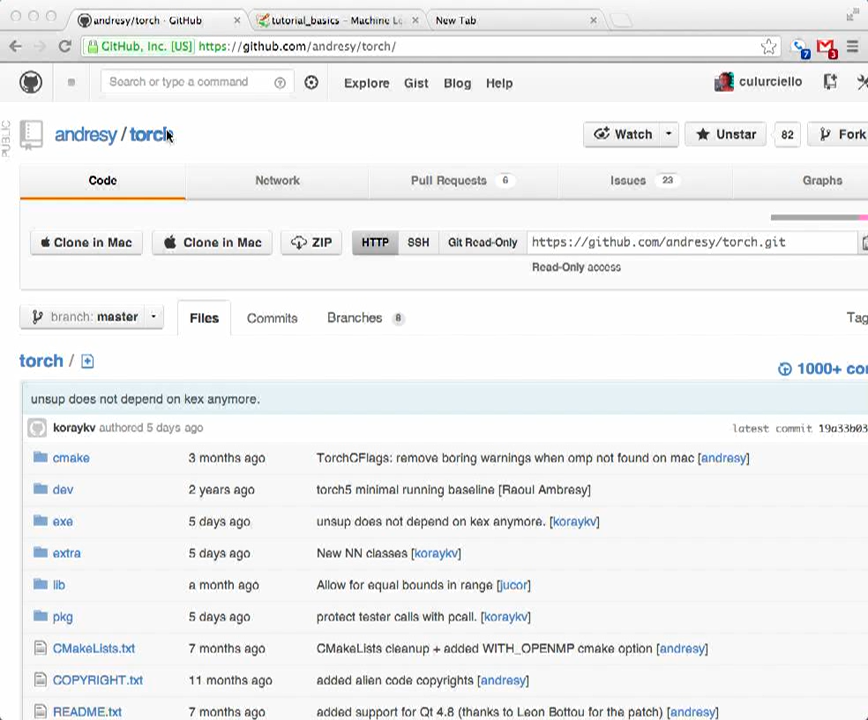 andresy/torch · GitHub
tutorial_basics – Machine Le
New Tab
GitHub, Inc. [US] https://github.com/andresy/torch/
7
3
Search or type a command
Explore Gist Blog Help
culurciello
PUBLIC
andresy / torch
Watch
Unstar
82
Fork
Code
Network
Pull Requests 6
Issues 23
Graphs
Clone in Mac
Clone in Mac
ZIP
HTTP
SSH
Git Read-Only
https://github.com/andresy/torch.git
Read-Only access
branch: master
Files
Commits
Branches 8
Tag
torch /
1000+ co
unsup does not depend on kex anymore.
koraykv authored 5 days ago
latest commit 19a33b03
cmake 3 months ago TorchCFlags: remove boring warnings when omp not found on mac [andresy]
dev 2 years ago torch5 minimal running baseline [Raoul Ambresy]
exe 5 days ago unsup does not depend on kex anymore. [koraykv]
extra 5 days ago New NN classes [koraykv]
lib a month ago Allow for equal bounds in range [jucor]
pkg 5 days ago protect tester calls with pcall. [koraykv]
CMakeLists.txt 7 months ago CMakeLists cleanup + added WITH_OPENMP cmake option [andresy]
COPYRIGHT.txt 11 months ago added alien code copyrights [andresy]
README.txt 7 months ago added support for Qt 4.8 (thanks to Leon Bottou for the patch) [andresy]